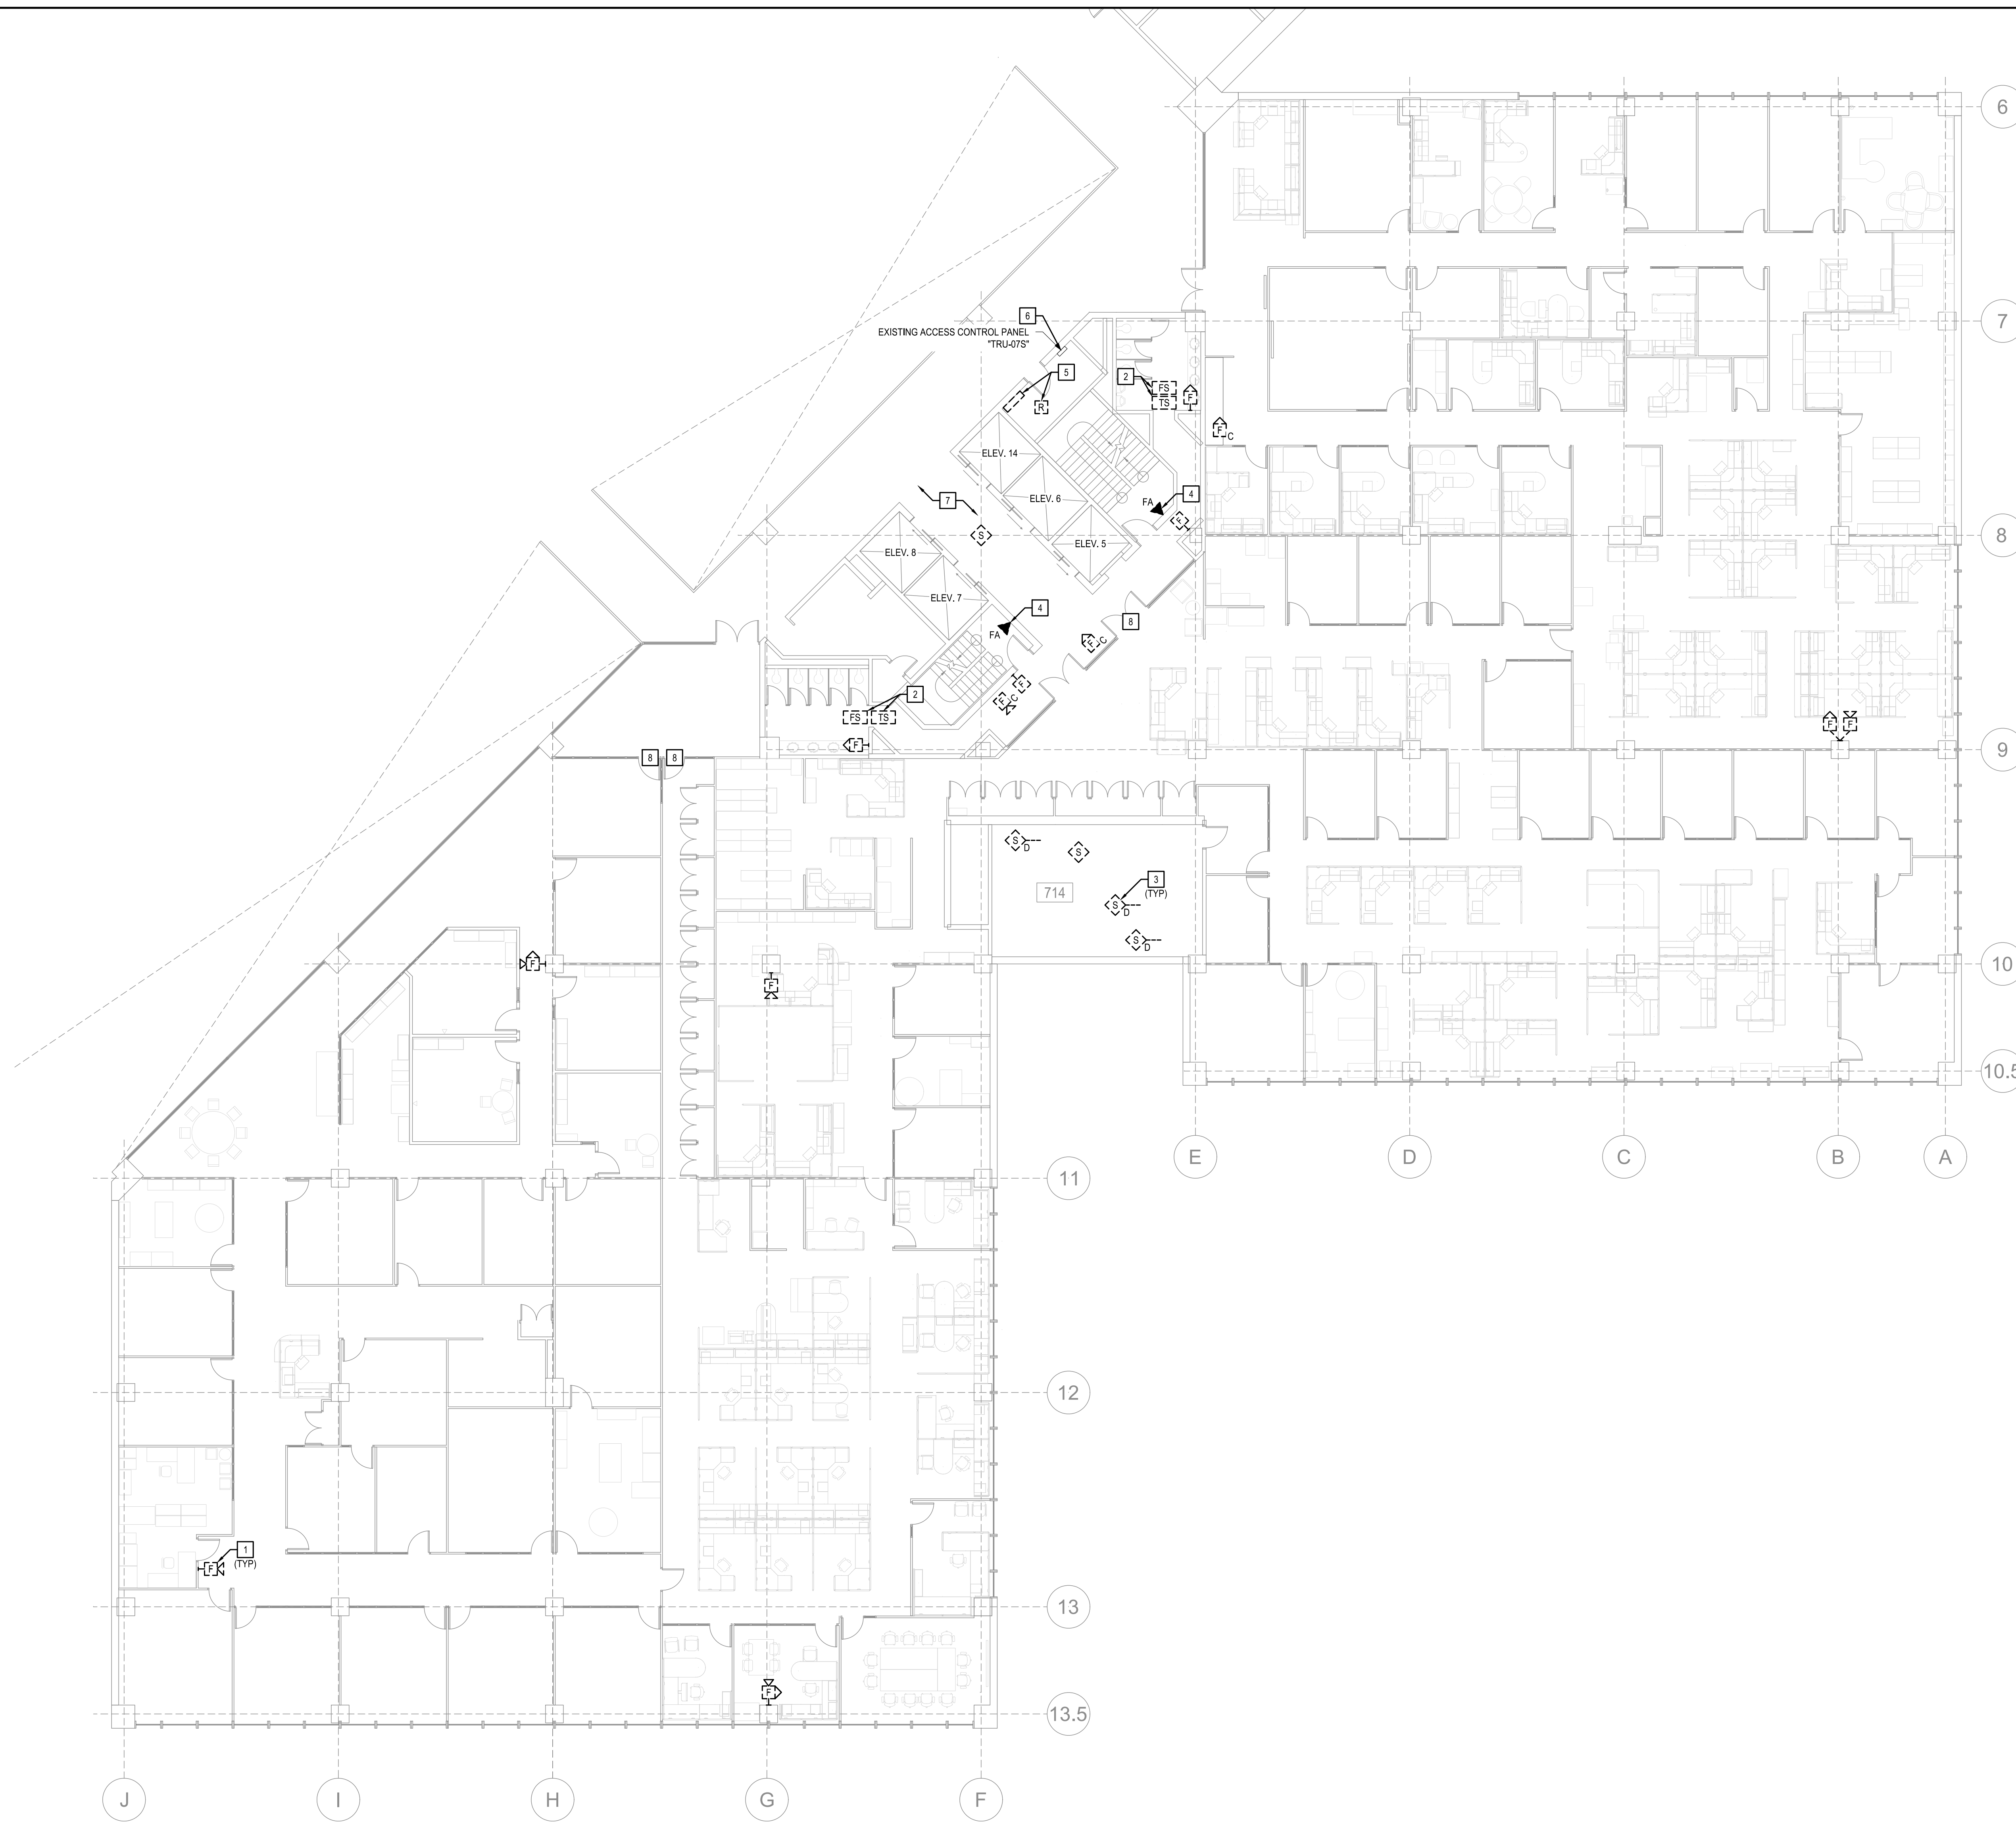 6
6
EXISTING ACCESS CONTROL PANEL
"TRU-07S"
7
5
R
2
FS
TS
F
F
C
ELEV. 14
7
ELEV. 6
FA
4
F
S
ELEV. 5
8
ELEV. 8
ELEV. 7
4
FA
8
F
C
F
F
C
2
FS
TS
F
F
F
9
8
8
S
D
S
714
3
(TYP)
S
D
S
D
F
F
10
10.5
E
D
C
B
A
11
12
1
(TYP)
F
13
F
13.5
J
I
H
G
F